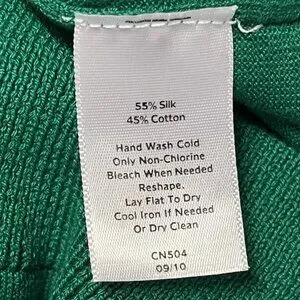 55% Silk
45% Cotton
Hand Wash Cold
Only Non-Chlorine
Bleach When Needed
Reshape.
Lay Flat To Dry
Cool Iron if Needed
Or Dry Clean
CN504
09/10